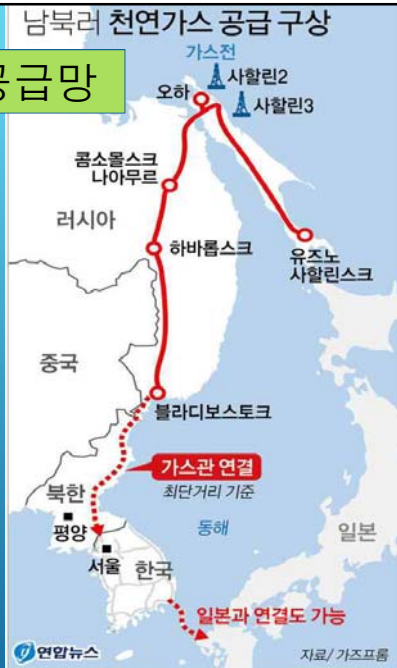 남북러 천연가스 공급 구상
공급망
가스전
사할린2
오하
사할린3
콤소몰스크
나아무르
러시아
하바롭스크
유즈노
사할린스크
중국
블라디보스토크
가스관 연결
최단거리 기준
북한
평양
동해
일본
서울
한국
일본과 연결도 가능
연합뉴스
자료/ 가즈프롬